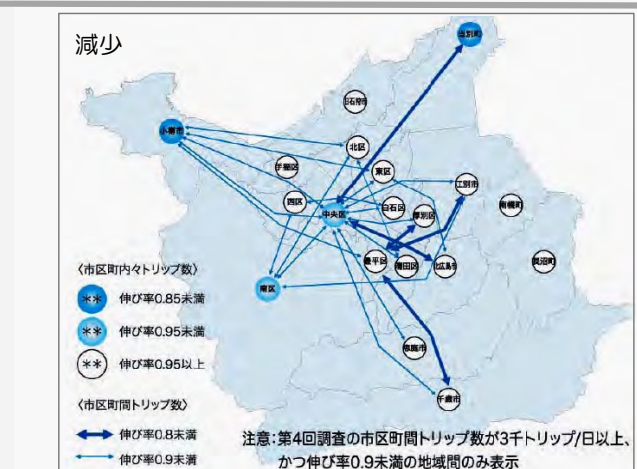 減少
当別町
石狩市
小樽市
北区
手稲区
東区
江別市
西区
白石区
南幌町
中央区
厚別区
豊平区
清田区
北広島市
長沼町
南区
恵庭市
千歳市
〈市区町内々トリップ数〉
** 伸び率0.85未満
** 伸び率0.95未満
** 伸び率0.95以上
〈市区町間トリップ数〉
伸び率0.8未満
伸び率0.9未満
注意:第4回調査の市区町間トリップ数が3千トリップ/日以上、
かつ伸び率0.9未満の地域間のみ表示